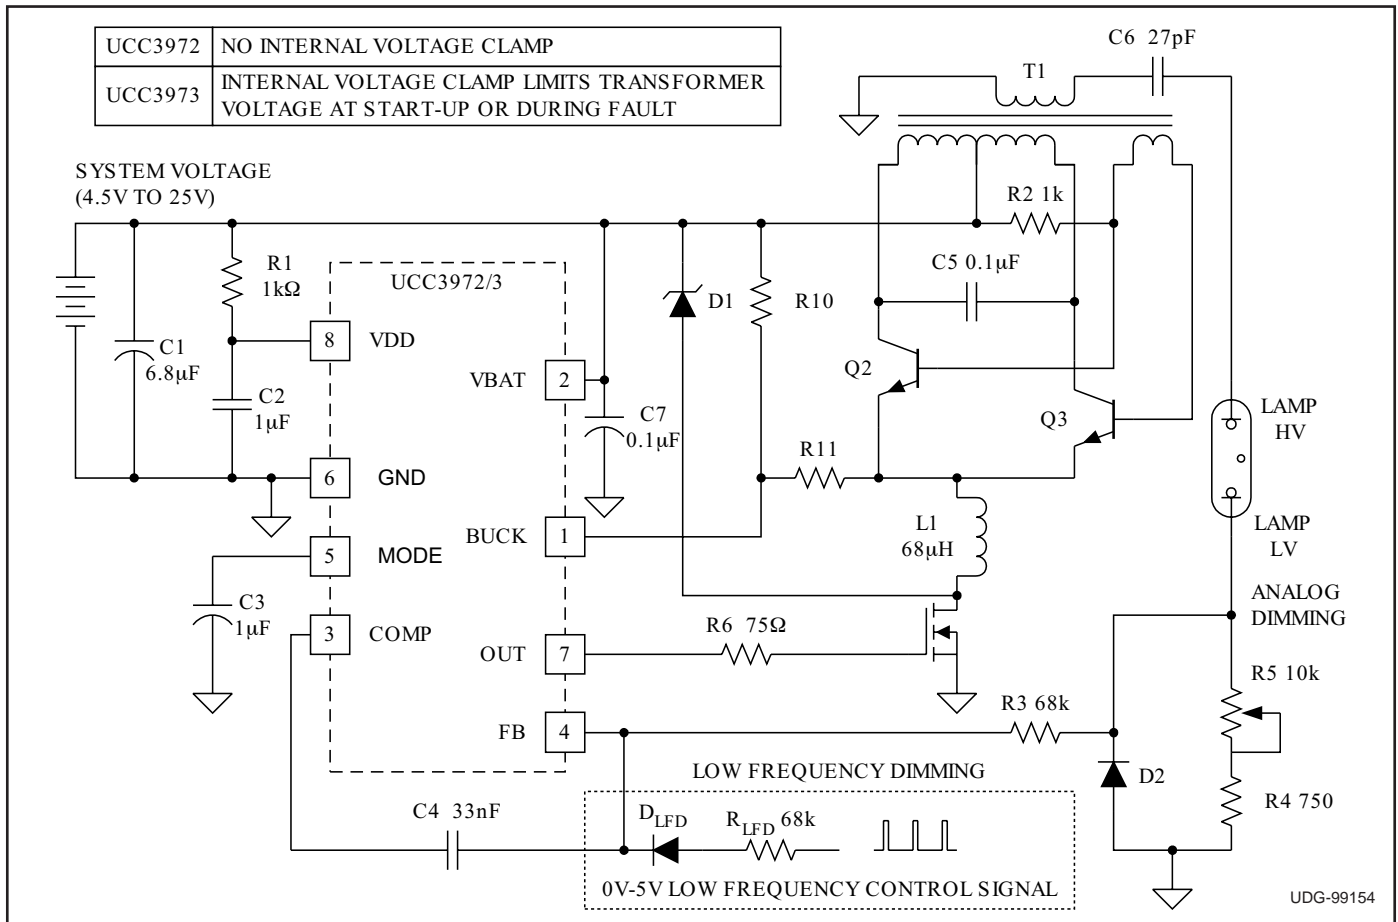 UCC3972 NO INTERNAL VOLTAGE CLAMP
UCC3973 INTERNAL VOLTAGE CLAMP LIMITS TRANSFORMER
VOLTAGE AT START-UP OR DURING FAULT
C6 27pF
T1
SYSTEM VOLTAGE
(4.5V TO 25V)
R2 1k
R1
1kΩ
UCC3972/3
C5 0.1µF
D1
R10
8 VDD
C1
6.8µF
Q2
VBAT 2
C2
1µF
C7
0.1µF
Q3
LAMP
HV
R11
6 GND
L1
68µH
LAMP
LV
BUCK 1
5 MODE
C3
1µF
ANALOG
DIMMING
3 COMP
R6 75Ω
OUT 7
R5 10k
R3 68k
FB 4
LOW FREQUENCY DIMMING
D2
R4 750
C4 33nF
DLFD
RLFD 68k
0V-5V LOW FREQUENCY CONTROL SIGNAL
UDG-99154